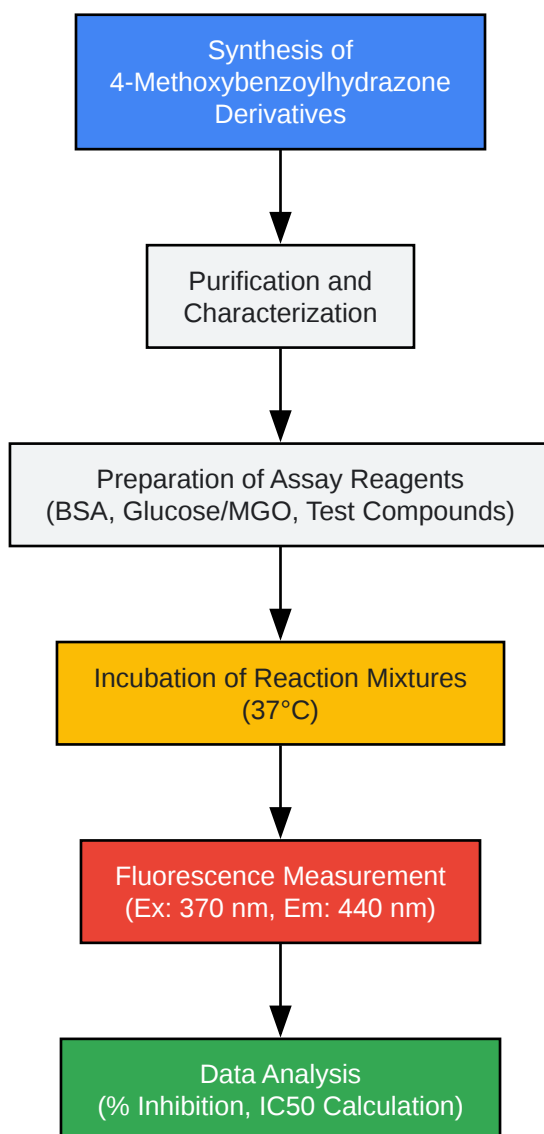 Synthesis of
4-Methoxybenzoylhydrazone
Derivatives
Purification and
Characterization
Preparation of Assay Reagents
(BSA, Glucose/MGO, Test Compounds)
Incubation of Reaction Mixtures
(37°C)
Fluorescence Measurement
(Ex: 370 nm, Em: 440 nm)
Data Analysis
(% Inhibition, IC50 Calculation)